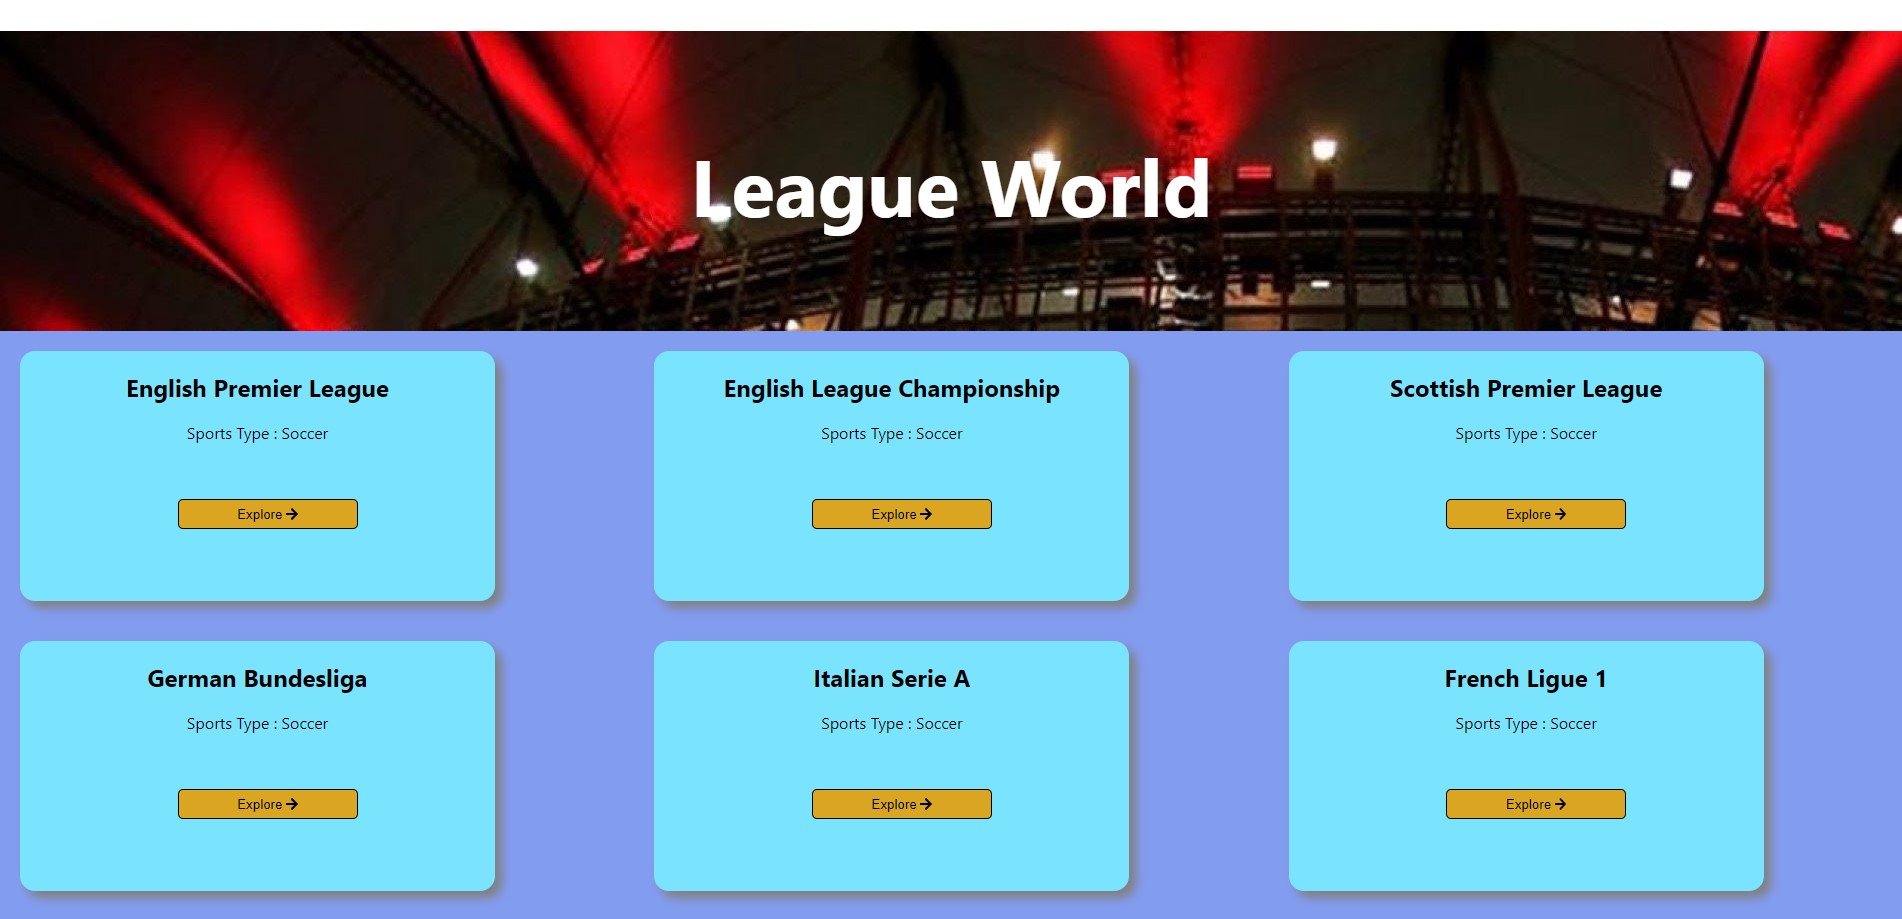 League World
English Premier League
Sports Type : Soccer
Explore
English League Championship
Sports Type : Soccer
Explore
Scottish Premier League
Sports Type : Soccer
Explore
German Bundesliga
Sports Type : Soccer
Explore
Italian Serie A
Sports Type : Soccer
Explore
French Ligue 1
Sports Type : Soccer
Explore